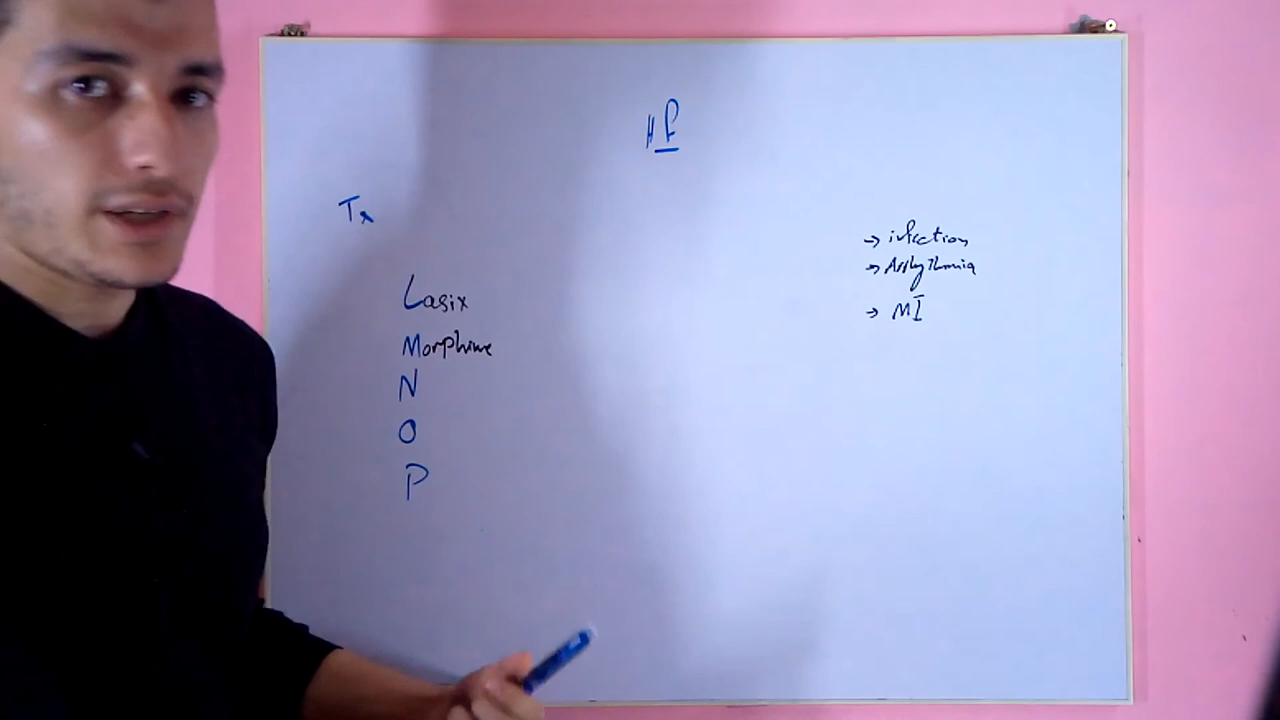 HF
Tx
→ infection
→ Arrhythmia
→ MI
Lasix
Morphine
N
O
P